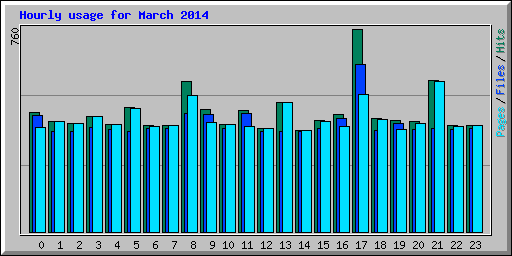 Hourly usage for March 2014
760
Pages / Files / Hits
0 1 2 3 4 5 6 7 8 9 10 11 12 13 14 15 16 17 18 19 20 21 22 23